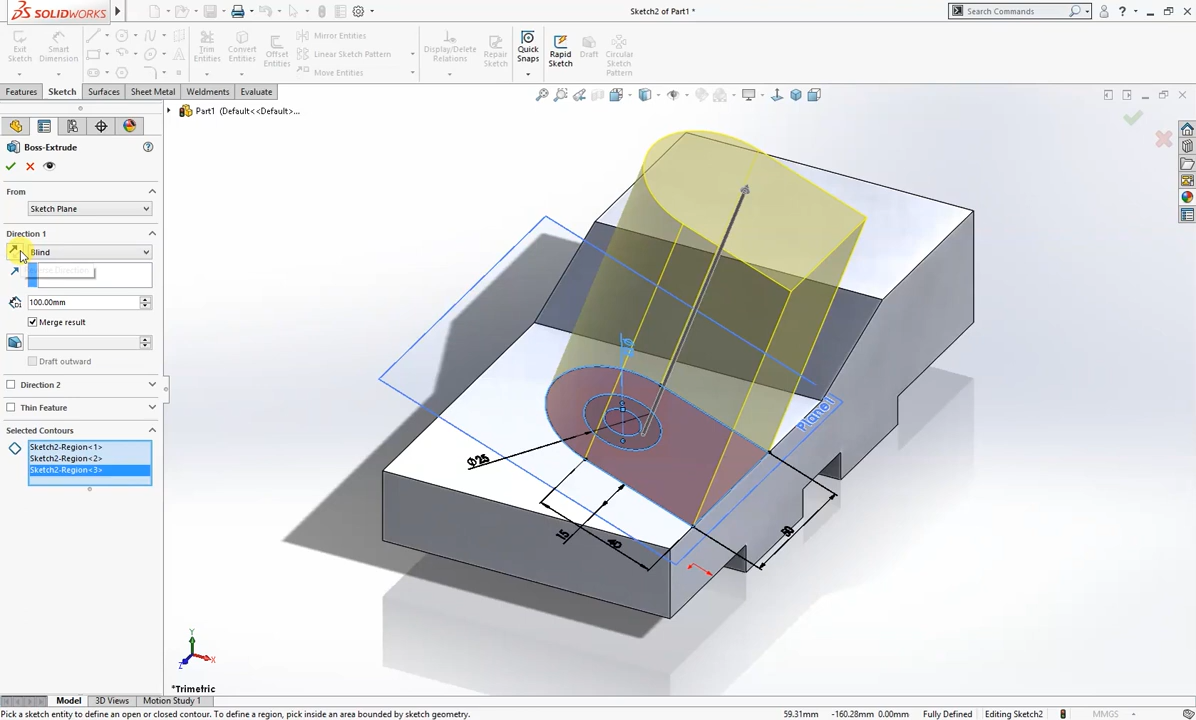 SOLIDWORKS
Sketch2 of Part1 *
Search Commands
?
Exit Sketch
Smart Dimension
Trim Entities
Convert Entities
Offset Entities
Mirror Entities
Linear Sketch Pattern
Move Entities
Display/Delete Relations
Repair Sketch
Quick Snaps
Rapid Sketch
Draft
Circular Sketch Pattern
Features
Sketch
Surfaces
Sheet Metal
Weldments
Evaluate
Part1 (Default<<Default>...
Boss-Extrude
From
Sketch Plane
Direction 1
Blind
100.00mm
Merge result
Draft outward
Direction 2
Thin Feature
Selected Contours
Sketch2-Region<1>
Sketch2-Region<2>
Sketch2-Region<3>
Plane1
Ø25
15
50
Y
X
Z
*Trimetric
Model
3D Views
Motion Study 1
Pick a sketch entity to define an open or closed contour. To define a region, pick inside an area bounded by sketch geometry.
59.31mm
-160.28mm
0.00mm
Fully Defined
Editing Sketch2
MMGS